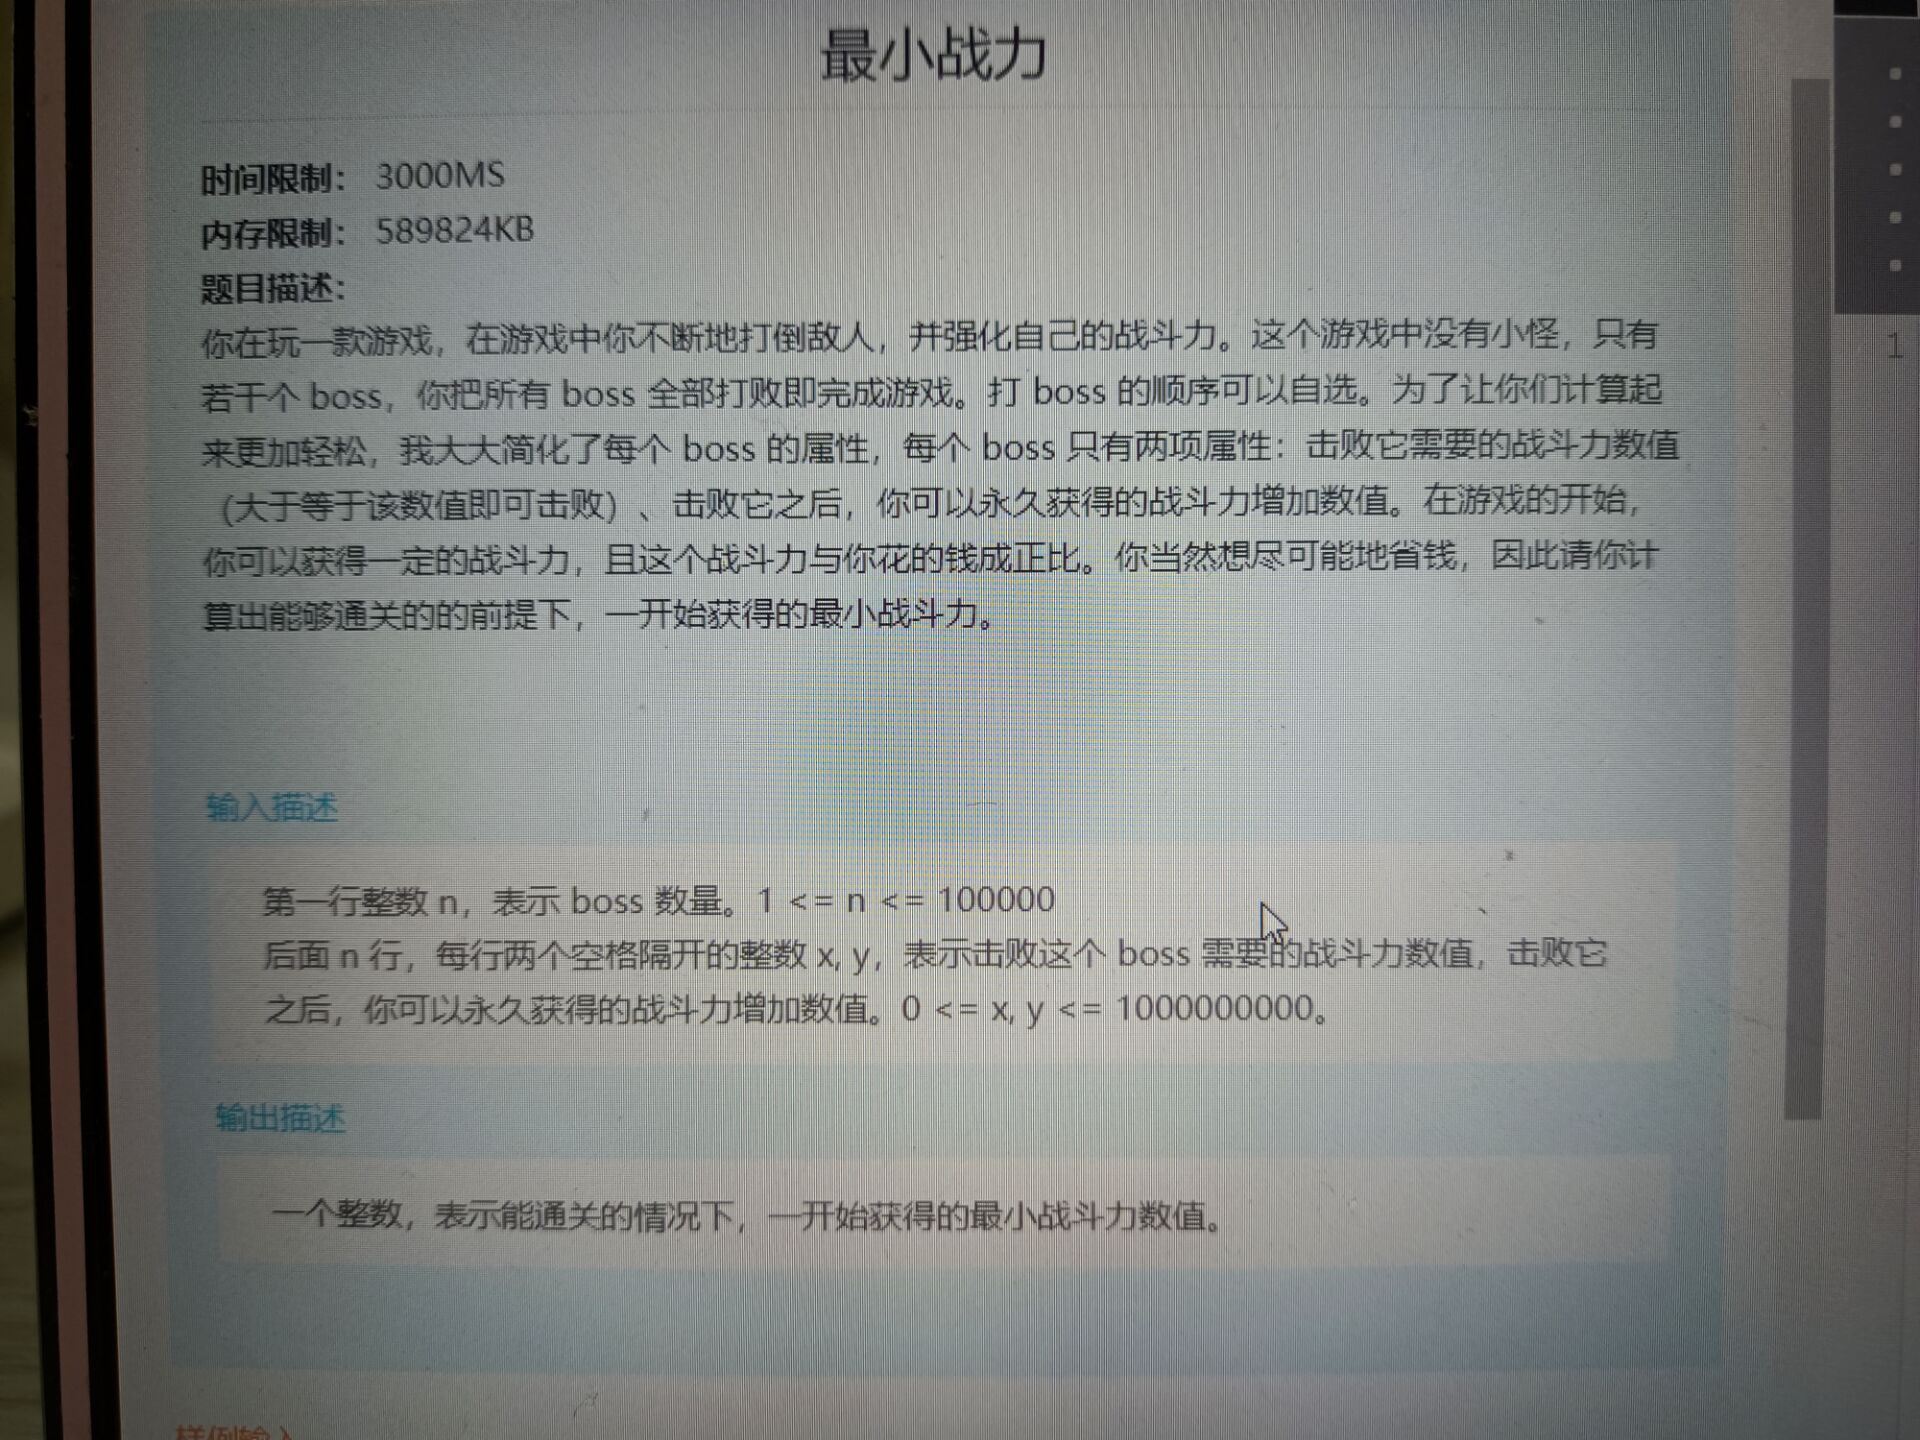 最小战力
时间限制： 3000MS
内存限制： 589824KB
题目描述：
你在玩一款游戏，在游戏中你不断地打倒敌人，并强化自己的战斗力。这个游戏中没有小怪，只有
若干个 boss，你把所有 boss 全部打败即完成游戏。打 boss 的顺序可以自选。为了让你们计算起
来更加轻松，我大大简化了每个 boss 的属性，每个 boss 只有两项属性：击败它需要的战斗力数值
（大于等于该数值即可击败）、击败它之后，你可以永久获得的战斗力增加数值。在游戏的开始，
你可以获得一定的战斗力，且这个战斗力与你花的钱成正比。你当然想尽可能地省钱，因此请你计
算出能够通关的的前提下，一开始获得的最小战斗力。
输入描述
第一行整数 n，表示 boss 数量。1 <= n <= 100000
后面 n 行，每行两个空格隔开的整数 x, y，表示击败这个 boss 需要的战斗力数值，击败它
之后，你可以永久获得的战斗力增加数值。0 <= x, y <= 1000000000。
输出描述
一个整数，表示能通关的情况下，一开始获得的最小战斗力数值。
样例输入
1